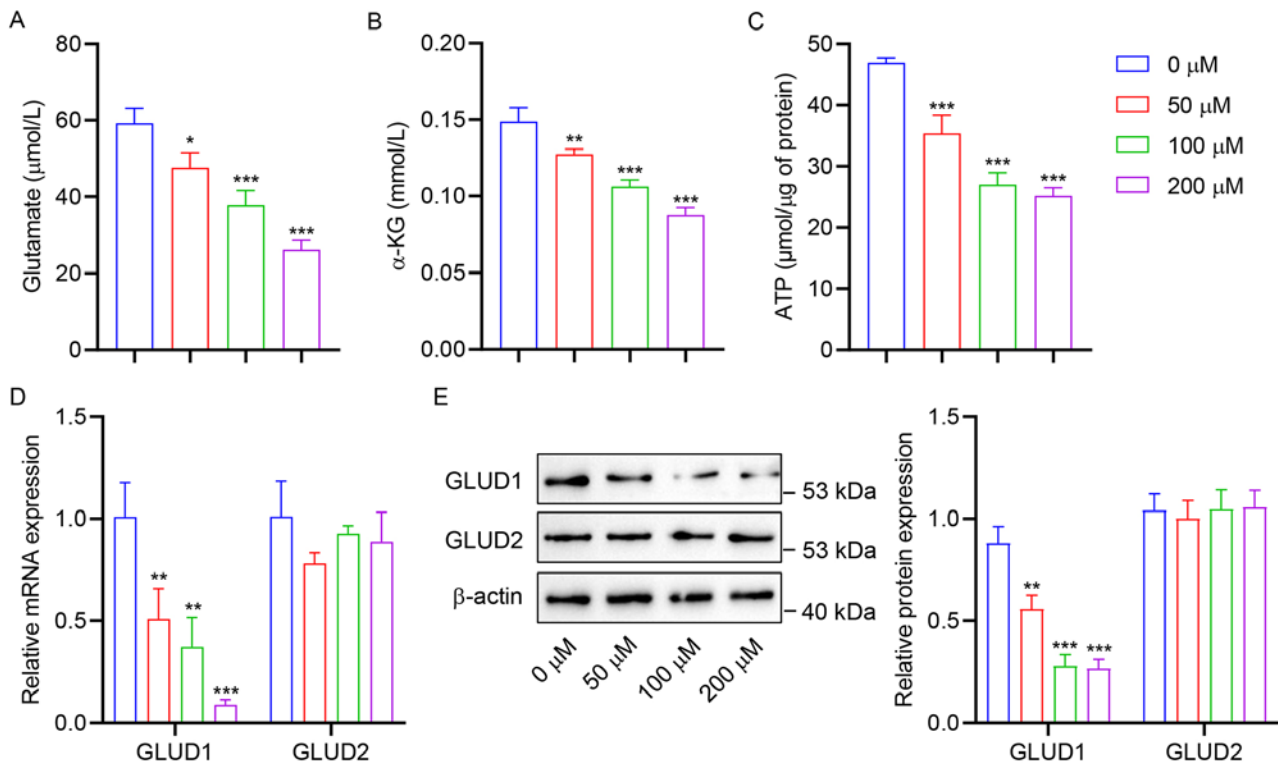 A
Glutamate (μmol/L)
80
60
40
20
0
*
***
***
B
α-KG (mmol/L)
0.20
0.15
0.10
0.05
0.00
**
***
***
C
ATP (μmol/μg of protein)
50
40
30
20
10
0
***
***
***
0 μM
50 μM
100 μM
200 μM
D
Relative mRNA expression
1.5
1.0
0.5
0.0
**
**
***
GLUD1
GLUD2
E
GLUD1
53 kDa
GLUD2
53 kDa
β-actin
40 kDa
0 μM
50 μM
100 μM
200 μM
Relative protein expression
1.5
1.0
0.5
0.0
**
***
***
GLUD1
GLUD2